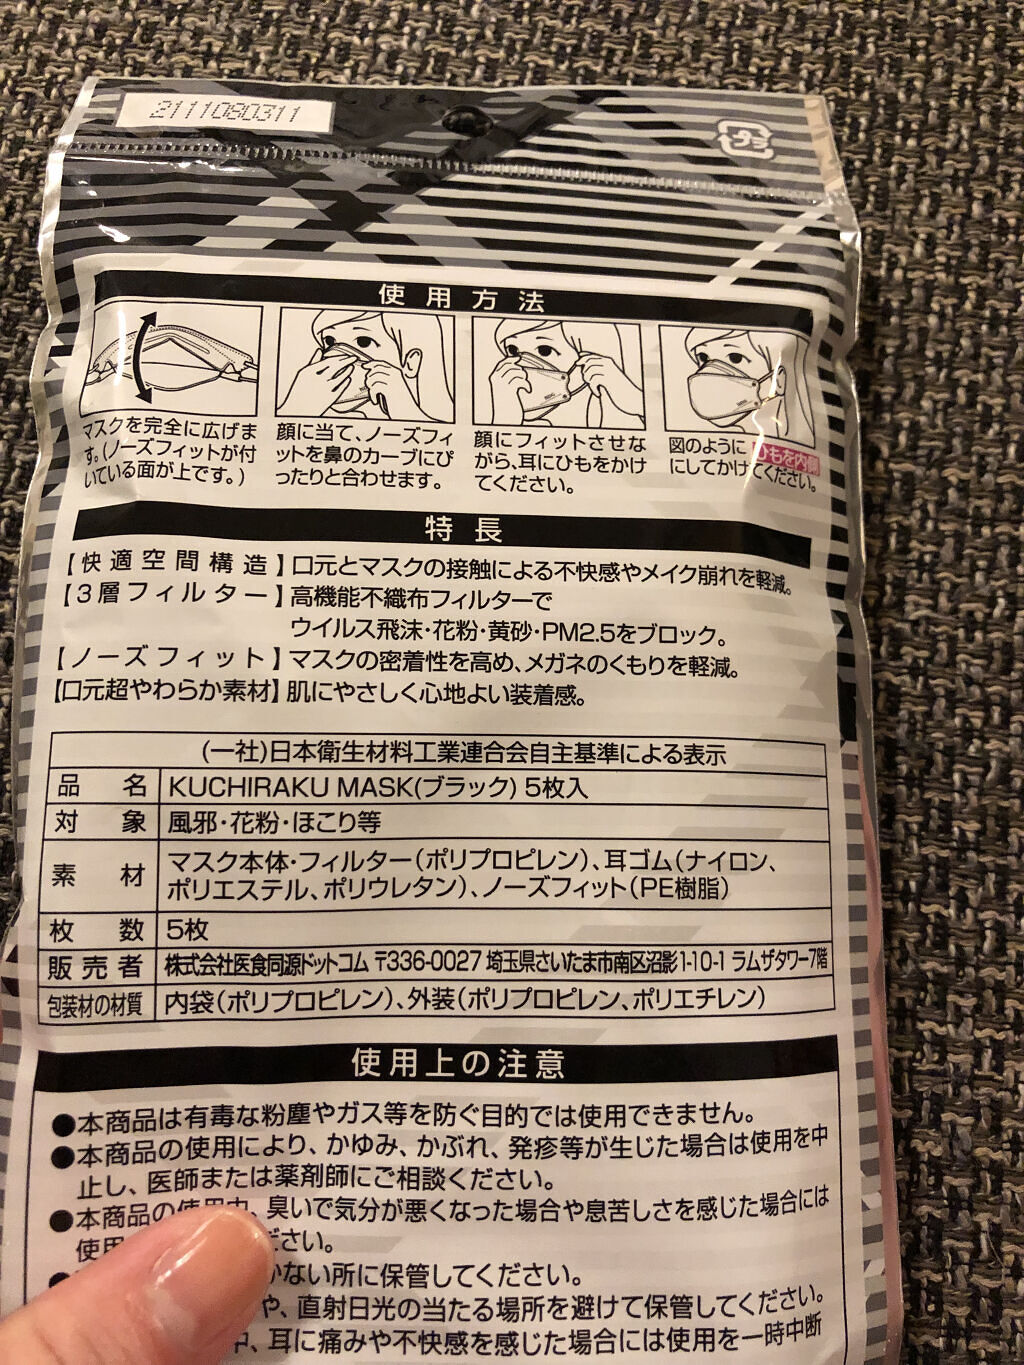 2111080311
プラ
使用方法
マスクを完全に広げま
す。(ノーズフィットが付
いている面が上です。)
顔に当て、ノーズフィ
ットを鼻のカーブにぴ
ったりと合わせます。
顔にフィットさせな
がら、耳にひもをかけ
てください。
図のようにひもを内側
にしてかけてください。
特長
【快適空間構造】口元とマスクの接触による不快感やメイク崩れを軽減。
【3層フィルター】高機能不織布フィルターで
ウイルス飛沫・花粉・黄砂・PM2.5をブロック。
【ノーズフィット】マスクの密着性を高め、メガネのくもりを軽減。
【口元超やわらか素材】肌にやさしく心地よい装着感。
(一社)日本衛生材料工業連合会自主基準による表示
品名 KUCHIRAKU MASK(ブラック) 5枚入
対象 風邪・花粉・ほこり等
素材 マスク本体・フィルター(ポリプロピレン)、耳ゴム(ナイロン、
ポリエステル、ポリウレタン)、ノーズフィット(PE樹脂)
枚数 5枚
販売者 株式会社医食同源ドットコム 〒336-0027 埼玉県さいたま市南区沼影1-10-1 ラムザタワー7階
包装材の材質 内袋(ポリプロピレン)、外装(ポリプロピレン、ポリエチレン)
使用上の注意
●本商品は有毒な粉塵やガス等を防ぐ目的では使用できません。
●本商品の使用により、かゆみ、かぶれ、発疹等が生じた場合は使用を中
止し、医師または薬剤師にご相談ください。
●本商品の使用中、臭いで気分が悪くなった場合や息苦しさを感じた場合には
使用 ださい。
● かない所に保管してください。
や、直射日光の当たる場所を避けて保管してください。
中、耳に痛みや不快感を感じた場合には使用を一時中断